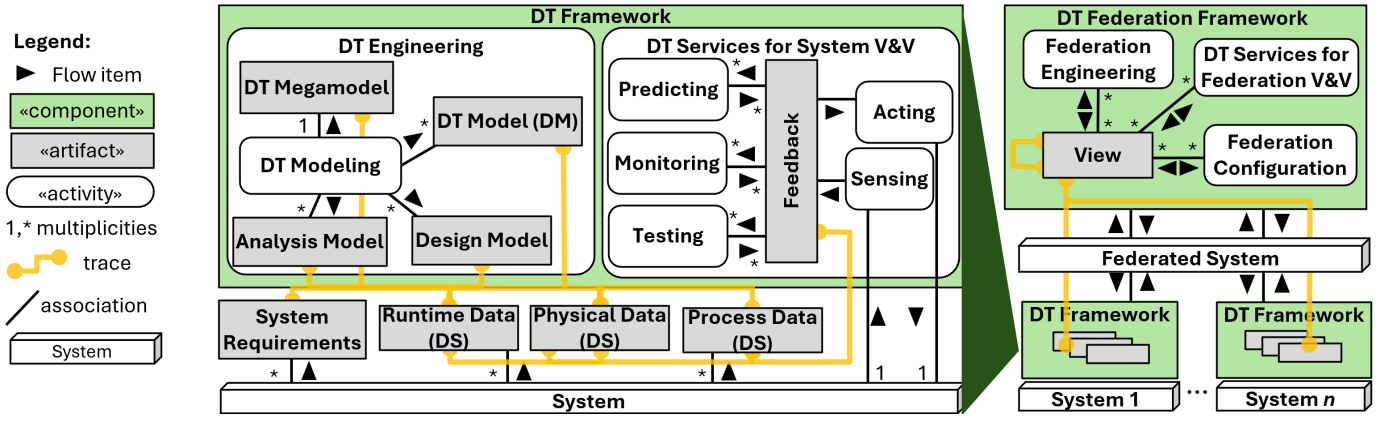 Legend:
Flow item
«component»
«artifact»
«activity»
1,* multiplicities
trace
association
System
DT Framework
DT Engineering
DT Megamodel
1
*
DT Model (DM)
DT Modeling
*
*
Analysis Model
Design Model
DT Services for System V&V
Predicting
*
*
Monitoring
*
*
Testing
*
*
Feedback
Acting
Sensing
System
Requirements
Runtime Data
(DS)
Physical Data
(DS)
Process Data
(DS)
*
*
*
1
1
System
DT Federation Framework
Federation
Engineering
DT Services for
Federation V&V
*
*
*
*
View
*
*
Federation
Configuration
Federated System
DT Framework
DT Framework
System 1
...
System n